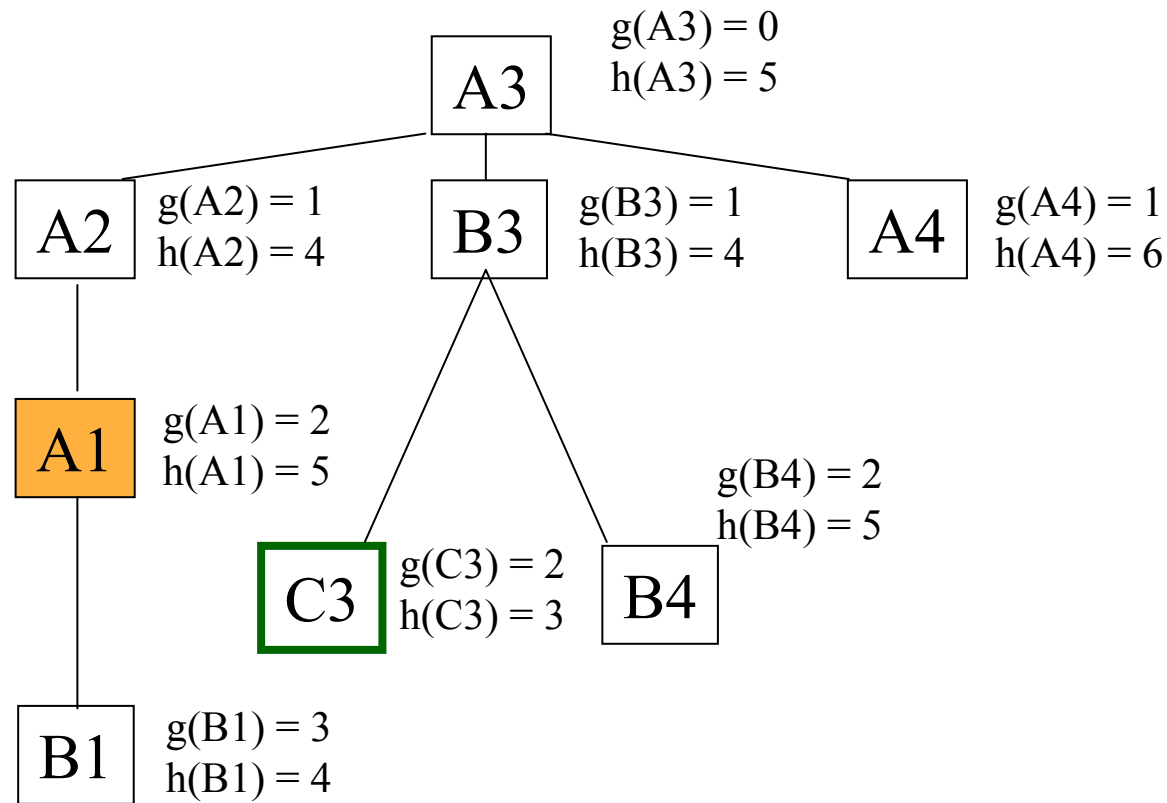 A3
g(A3) = 0
h(A3) = 5
A2
g(A2) = 1
h(A2) = 4
B3
g(B3) = 1
h(B3) = 4
A4
g(A4) = 1
h(A4) = 6
A1
g(A1) = 2
h(A1) = 5
C3
g(C3) = 2
h(C3) = 3
B4
g(B4) = 2
h(B4) = 5
B1
g(B1) = 3
h(B1) = 4